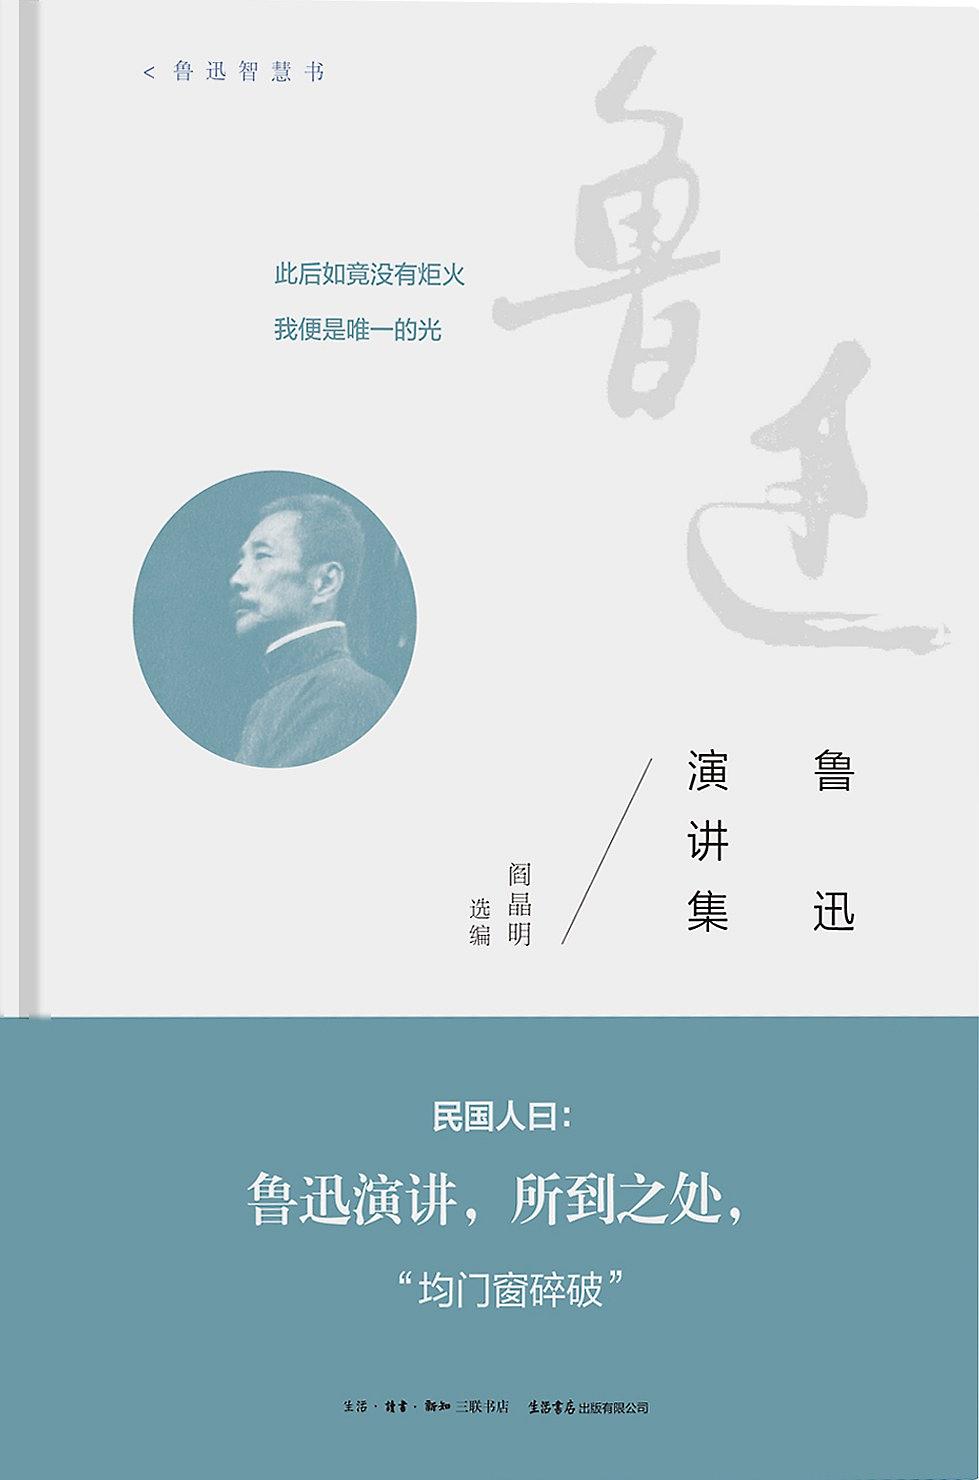 < 鲁迅智慧书
鲁迅
此后如竟没有炬火
我便是唯一的光
鲁迅
演讲集
阎晶明
选编
民国人曰：
鲁迅演讲，所到之处，
“均门窗碎破”
生活·读书·新知 三联书店 生活书店出版有限公司